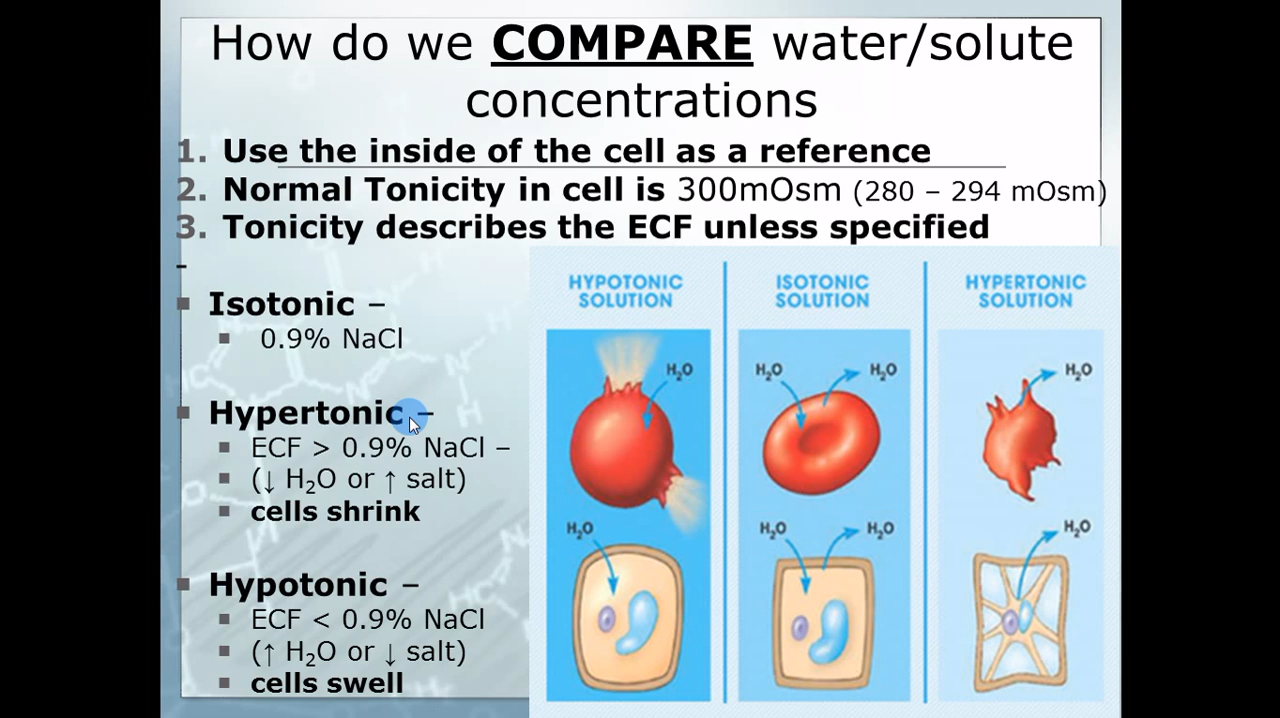 How do we COMPARE water/solute
concentrations
1. Use the inside of the cell as a reference
2. Normal Tonicity in cell is 300mOsm (280 – 294 mOsm)
3. Tonicity describes the ECF unless specified
-
Isotonic –
0.9% NaCl
Hypertonic –
ECF > 0.9% NaCl –
(↓ H₂O or ↑ salt)
cells shrink
Hypotonic –
ECF < 0.9% NaCl
(↑ H₂O or ↓ salt)
cells swell
HYPOTONIC
SOLUTION
H₂O
H₂O
ISOTONIC
SOLUTION
H₂O H₂O
H₂O H₂O
HYPERTONIC
SOLUTION
H₂O
H₂O